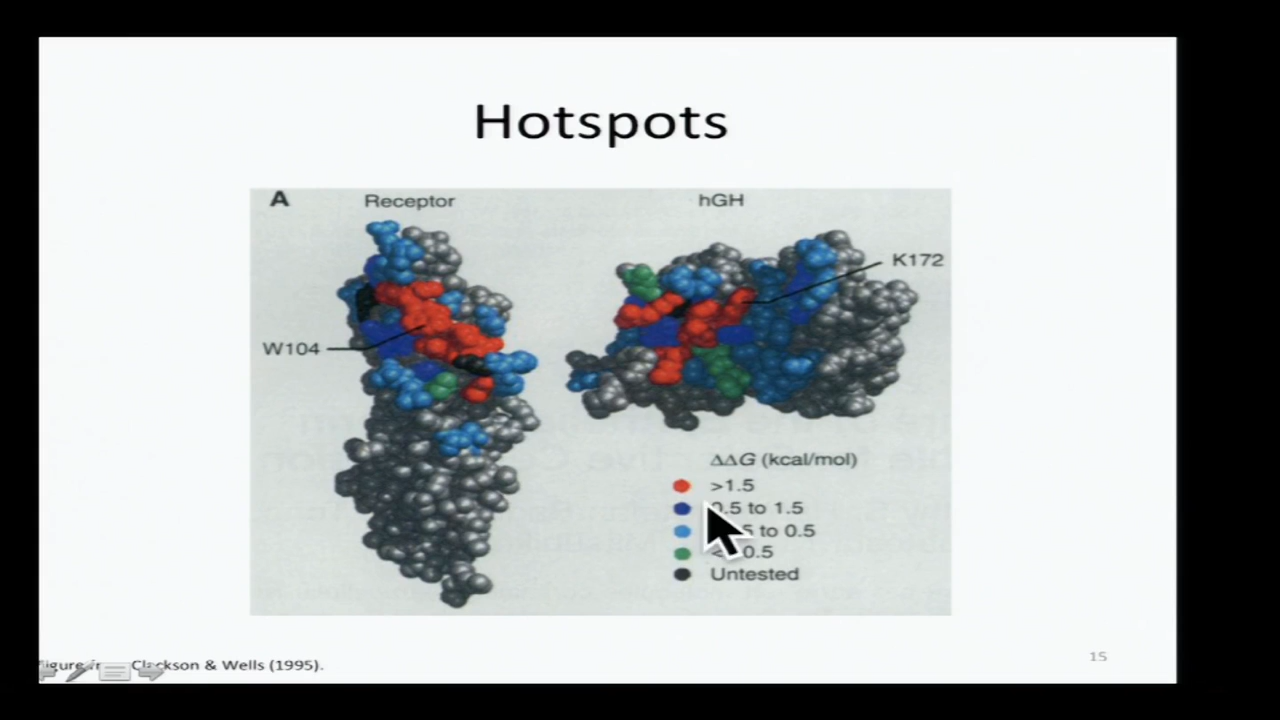 Hotspots
A Receptor hGH
K172
W104
ΔΔG (kcal/mol)
>1.5
0.5 to 1.5
to 0.5
Untested
Clackson & Wells (1995).
15